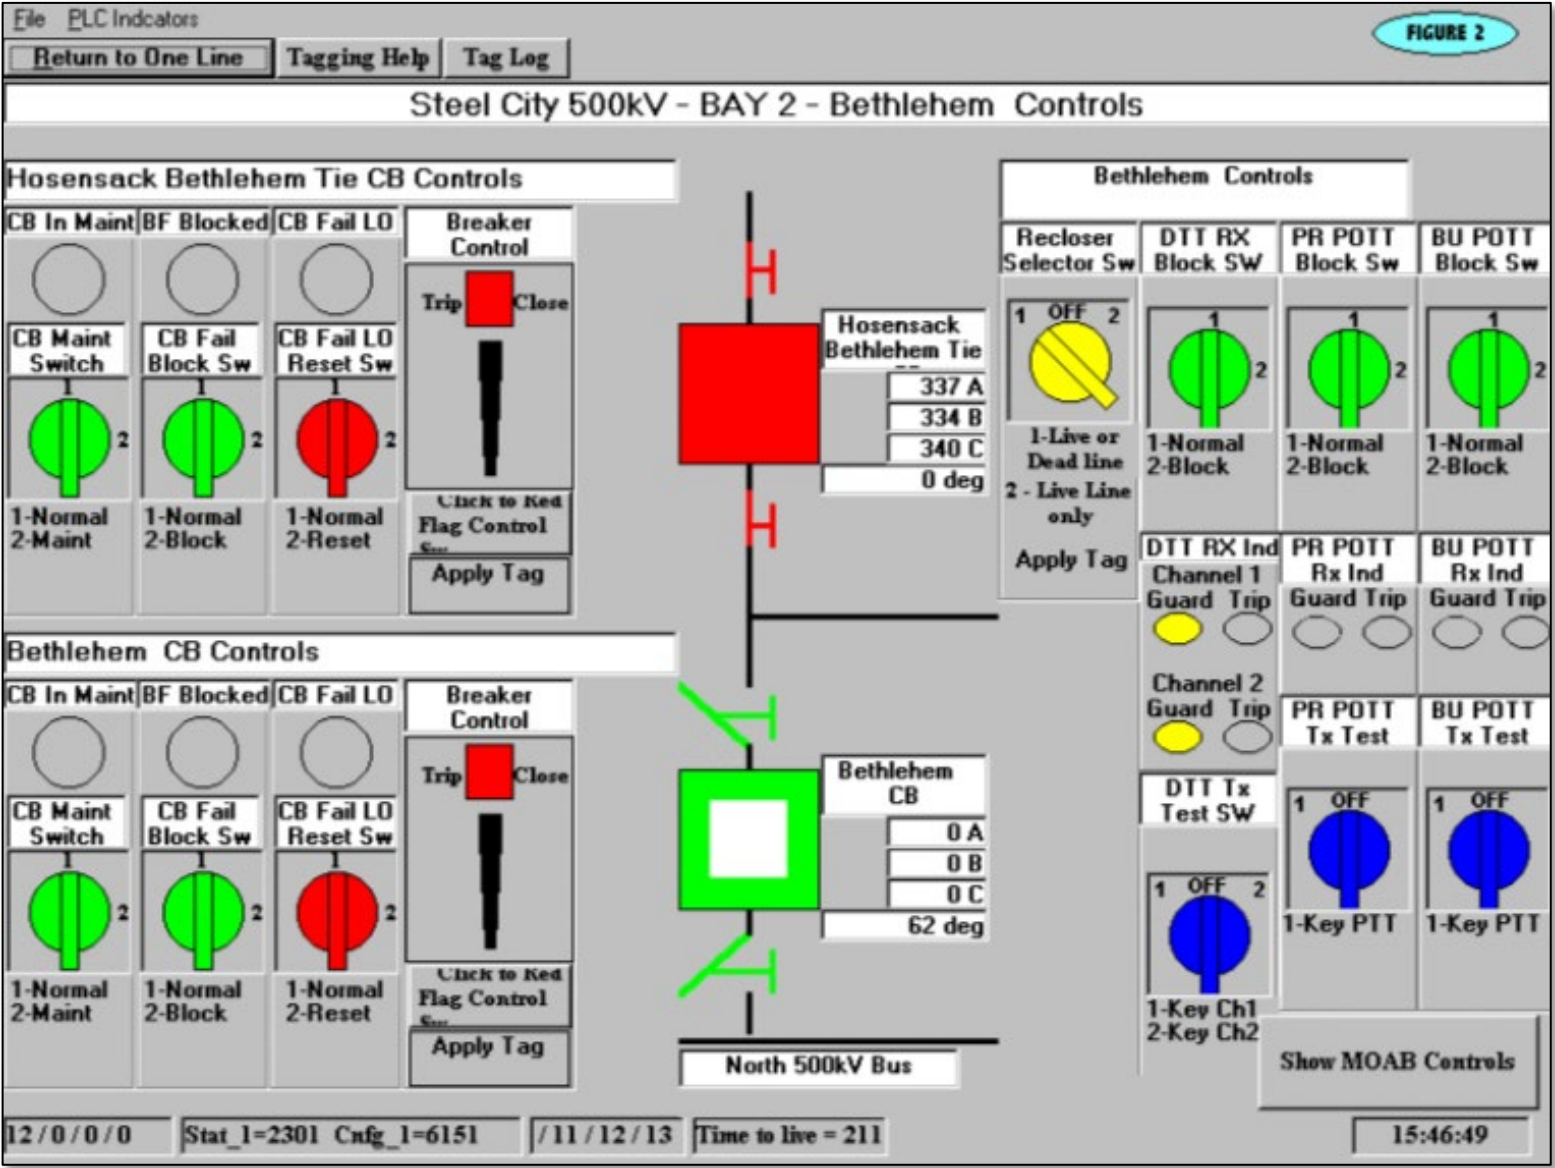 File PLC Indcators
FIGURE 2
Return to One Line Tagging Help Tag Log
Steel City 500kV - BAY 2 - Bethlehem Controls
Hosensack Bethlehem Tie CB Controls
CB In Maint BF Blocked CB Fail LO
Breaker
Control
Trip Close
CB Maint
Switch
CB Fail
Block Sw
CB Fail LO
Reset Sw
1 2
1 2
1 2
1-Normal
2-Maint
1-Normal
2-Block
1-Normal
2-Reset
Click to Red
Flag Control
Sw
Apply Tag
Hosensack
Bethlehem Tie
337 A
334 B
340 C
0 deg
Bethlehem Controls
Recloser
Selector Sw
1 OFF 2
1-Live or
Dead line
2 - Live Line
only
Apply Tag
DTT RX
Block SW
1 2
1-Normal
2-Block
PR POTT
Block Sw
1 2
1-Normal
2-Block
BU POTT
Block Sw
1 2
1-Normal
2-Block
DTT RX Ind
Channel 1
Guard Trip
Channel 2
Guard Trip
PR POTT
Rx Ind
Guard Trip
BU POTT
Rx Ind
Guard Trip
DTT Tx
Test SW
1 OFF 2
1-Key Ch1
2-Key Ch2
PR POTT
Tx Test
1 OFF
1-Key PTT
BU POTT
Tx Test
1 OFF
1-Key PTT
Bethlehem CB Controls
CB In Maint BF Blocked CB Fail LO
Breaker
Control
Trip Close
CB Maint
Switch
CB Fail
Block Sw
CB Fail LO
Reset Sw
1 2
1 2
1 2
1-Normal
2-Maint
1-Normal
2-Block
1-Normal
2-Reset
Click to Red
Flag Control
Sw
Apply Tag
Bethlehem
CB
0 A
0 B
0 C
62 deg
North 500kV Bus
Show MOAB Controls
12 / 0 / 0 / 0
Stat_1=2301 Cnfg_1=6151
/ 11 / 12 / 13
Time to live = 211
15:46:49